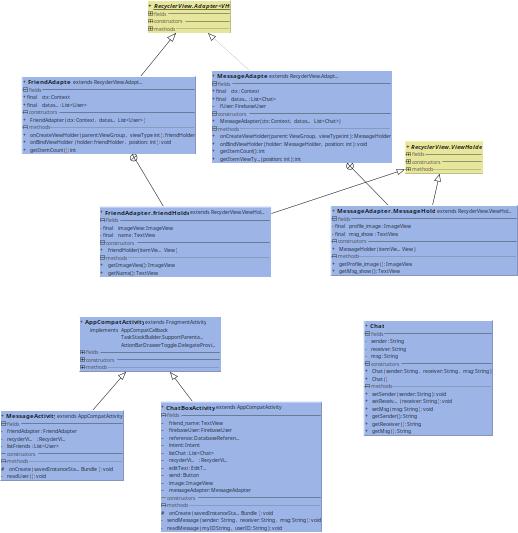 RecyclerView.Adapter<VH
fields
constructors
methods
FriendAdapte extends RecyclerView.Adapt...
fields
+ final ctx: Context
+ final datas... : List<User>
constructors
+ FriendAdapter (ctx: Context, datas... : List<User>)
methods
+ onCreateViewHolder (parent: ViewGroup, viewType int): friendHolder
+ onBindViewHolder (holder: friendHolder, position: int): void
+ getItemCount(): int
MessageAdapte extends RecyclerView.Adapt...
fields
+ final ctx: Context
+ final datas... : List<Chat>
- fUser: FirebaseUser
constructors
+ MessageAdapter (ctx: Context, datas... : List<Chat>)
methods
+ onCreateViewHolder (parent: ViewGroup, viewType int): MessageHolder
+ onBindViewHolder (holder: MessageHolder, position: int): void
+ getItemCount(): int
+ getItemViewTy... (position: int): int
RecyclerView.ViewHolde
fields
constructors
methods
FriendAdapter.friendHolde extends RecyclerView.ViewHol...
fields
- final imageView: ImageView
- final name: TextView
constructors
+ friendHolder (itemVie... View)
methods
+ getImageView(): ImageView
+ getName(): TextView
MessageAdapter.MessageHold extends RecyclerView.ViewHol...
fields
- final profile_image: ImageView
- final msg_show: TextView
constructors
+ MessageHolder (itemVie... View)
methods
+ getProfile_image(): ImageView
+ getMsg_show(): TextView
AppCompatActivity extends FragmentActivity
implements AppCompatCallback
TaskStackBuilder.SupportParenta...
ActionBarDrawerToggle.DelegateProvi...
fields
constructors
methods
Chat
fields
- sender: String
- receiver: String
- msg: String
constructors
+ Chat (sender: String, receiver: String, msg: String)
+ Chat ()
methods
+ setSender (sender: String): void
+ setReceiv... (receiver: String): void
+ setMsg (msg: String): void
+ getSender(): String
+ getReceiver(): String
+ getMsg(): String
MessageActivity extends AppCompatActivity
fields
- friendAdapter: FriendAdapter
- recyclerVi... : RecyclerVi...
- listFriends : List<User>
constructors
methods
# onCreate (savedInstanceSta... Bundle): void
- readUser(): void
ChatBoxActivity extends AppCompatActivity
fields
- friend_name: TextView
- firebaseUser: FirebaseUser
- reference: DatabaseReferen...
- intent: Intent
- listChat : List<Chat>
- recyclerVi... : RecyclerVi...
- editTex: EditT...
- send: Button
- image: ImageView
- messageAdapter: MessageAdapter
constructors
methods
# onCreate (savedInstanceSta... Bundle): void
- sendMessage (sender: String, receiver: String, msg: String): void
- readMessage (myID: String, userID: String): void